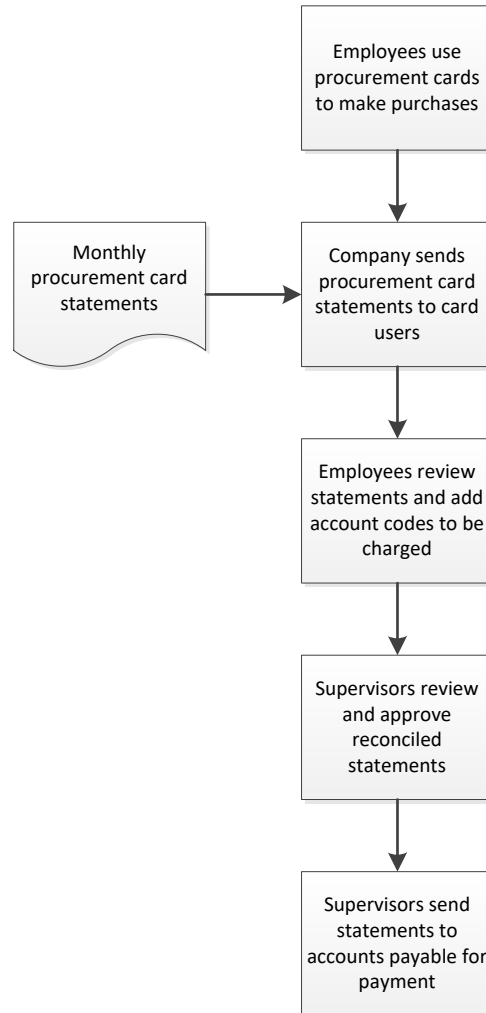 Employees use
procurement cards
to make purchases
Monthly
procurement card
statements
Company sends
procurement card
statements to card
users
Employees review
statements and add
account codes to be
charged
Supervisors review
and approve
reconciled
statements
Supervisors send
statements to
accounts payable for
payment